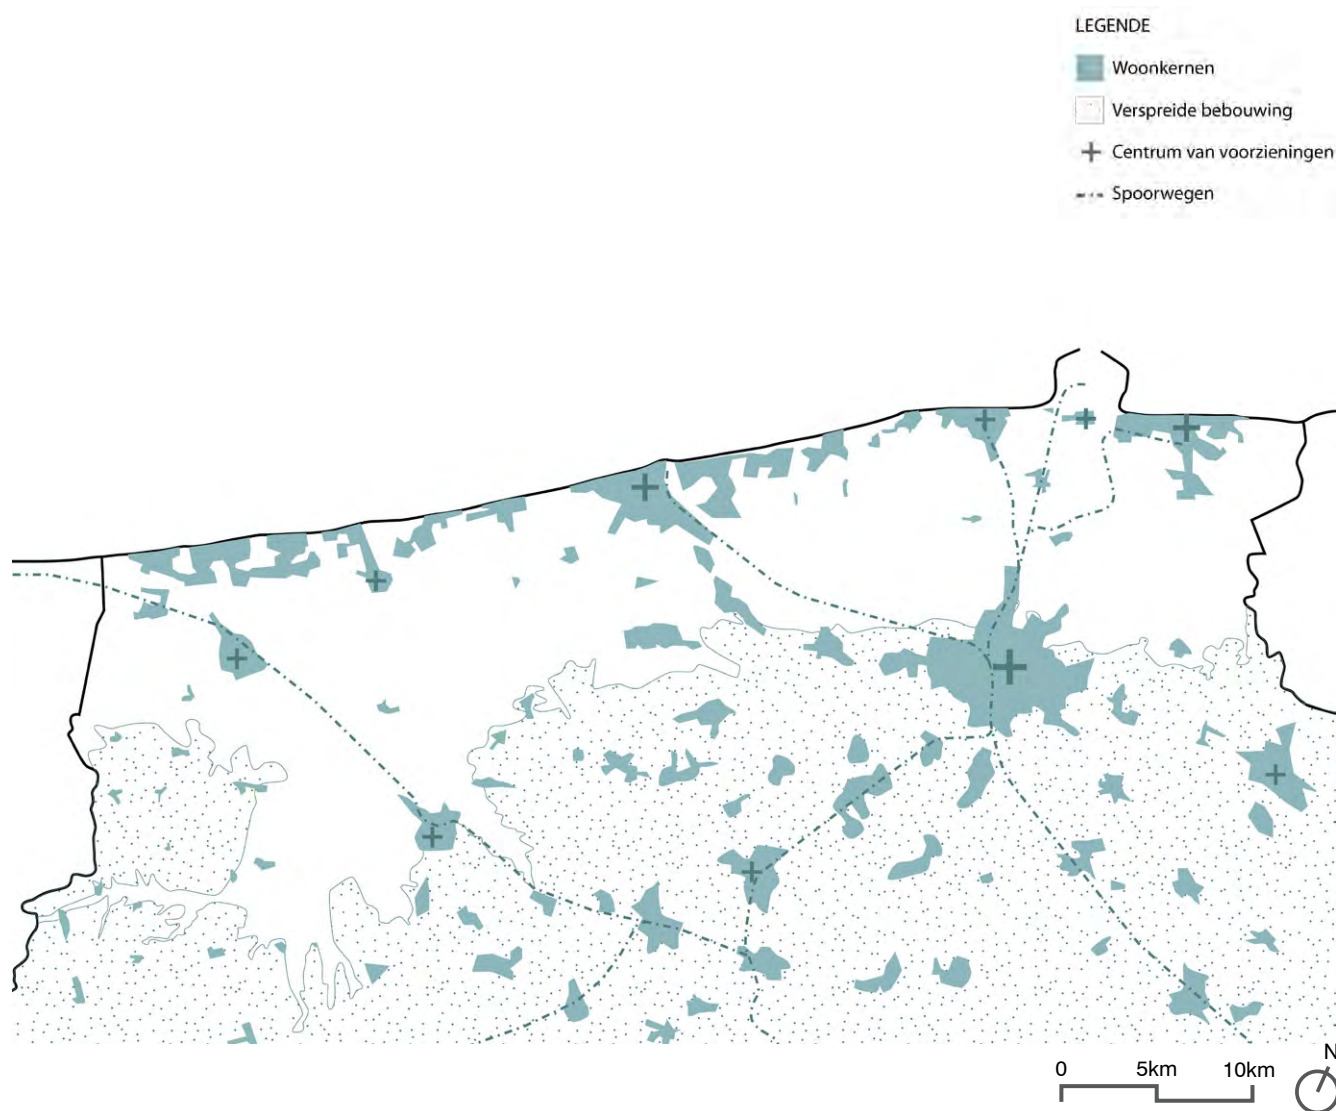 LEGENDE
Woonkernen
Verspreide bebouwing
Centrum van voorzieningen
Spoorwegen
0 5km 10km
N